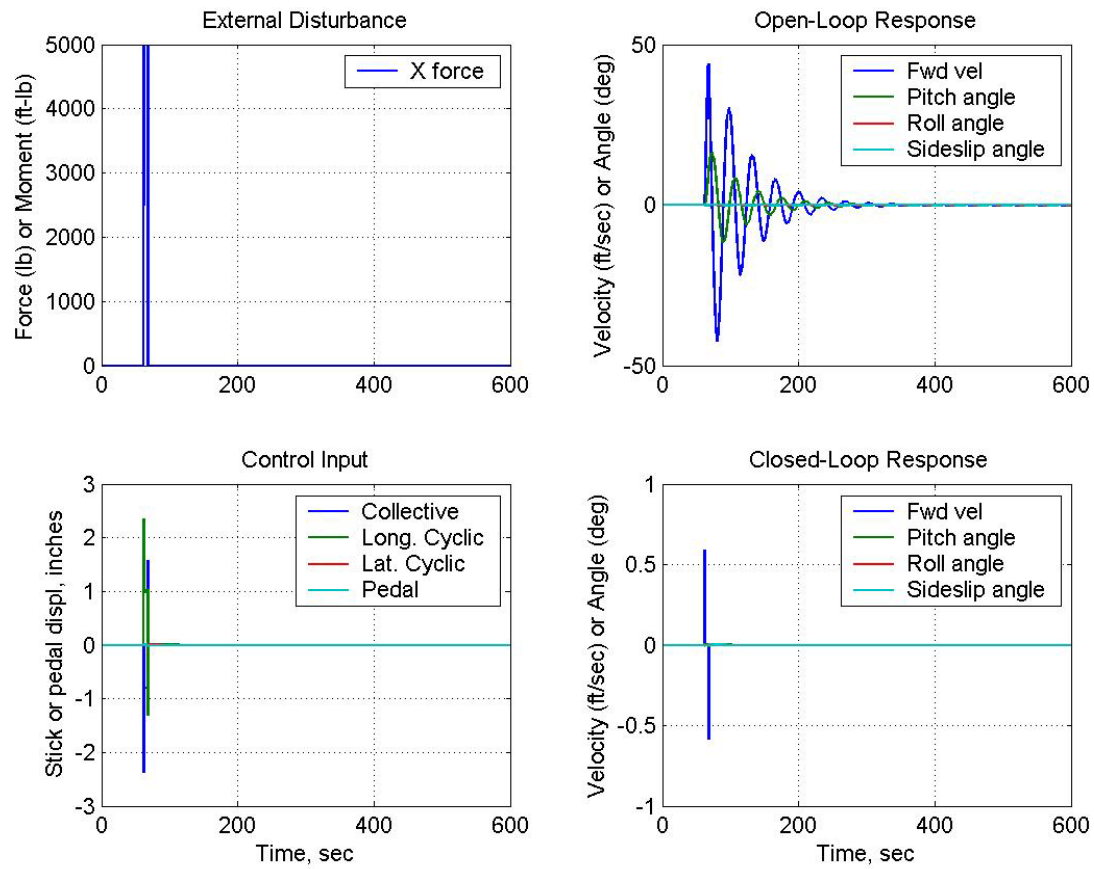 External Disturbance
Force (lb) or Moment (ft-lb)
5000
4000
3000
2000
1000
0
X force
0 200 400 600
Open-Loop Response
Velocity (ft/sec) or Angle (deg)
50
0
-50
Fwd vel
Pitch angle
Roll angle
Sideslip angle
0 200 400 600
Control Input
Stick or pedal displ, inches
3
2
1
0
-1
-2
-3
Collective
Long. Cyclic
Lat. Cyclic
Pedal
0 200 400 600
Time, sec
Closed-Loop Response
Velocity (ft/sec) or Angle (deg)
1
0.5
0
-0.5
-1
Fwd vel
Pitch angle
Roll angle
Sideslip angle
0 200 400 600
Time, sec